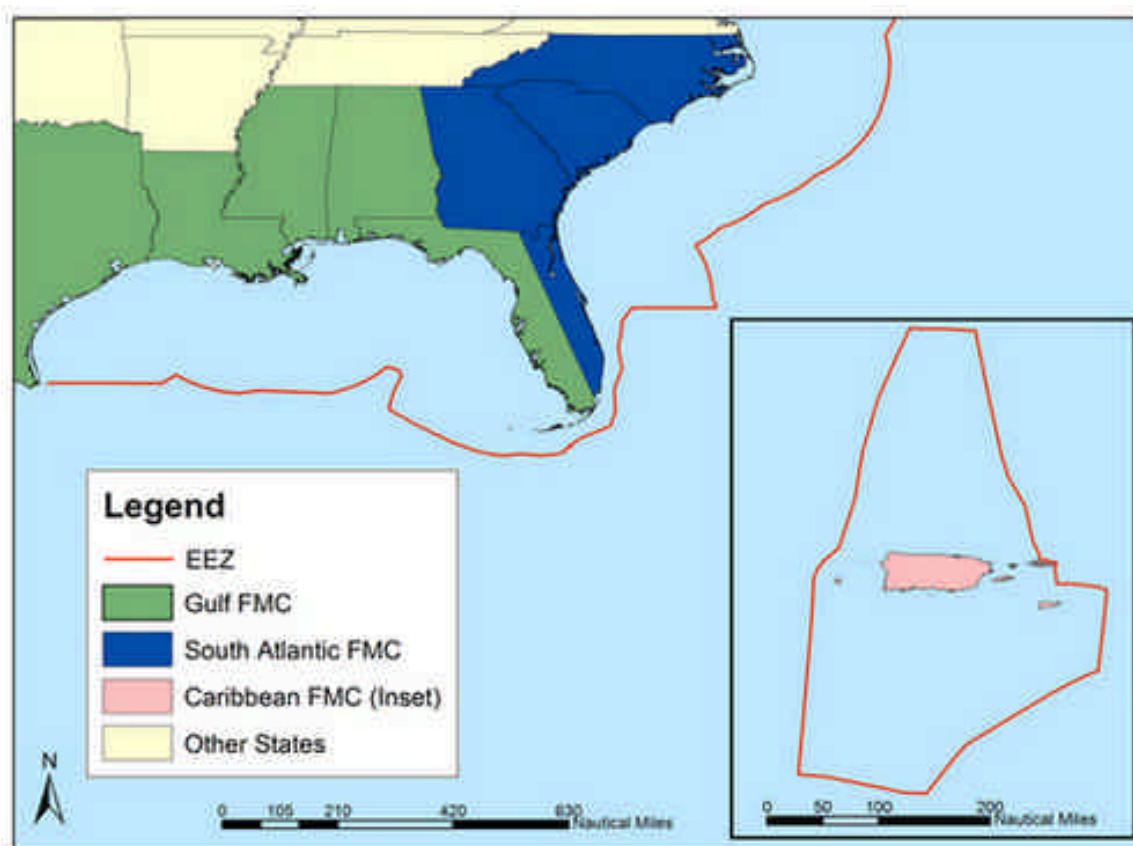 Legend
EEZ
Gulf FMC
South Atlantic FMC
Caribbean FMC (Inset)
Other States
N
0 105 210 420 630
Nautical Miles
0 50 100 200
Nautical Miles